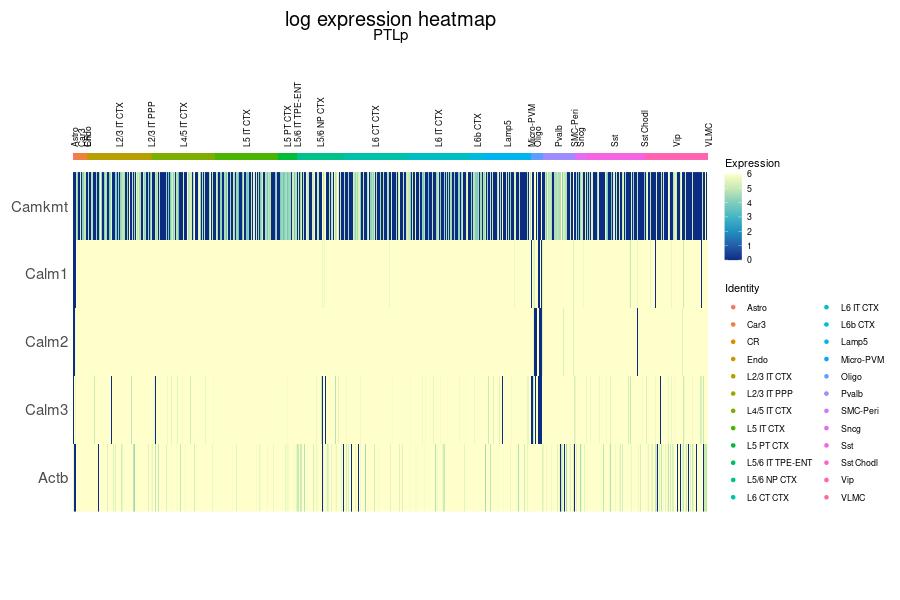 log expression heatmap
PTLp
Astro
Car3
CR
Endo
L2/3 IT CTX
L2/3 IT PPP
L4/5 IT CTX
L5 IT CTX
L5 PT CTX
L5/6 IT TPE-ENT
L5/6 NP CTX
L6 CT CTX
L6 IT CTX
L6b CTX
Lamp5
Micro-PVM
Oligo
Pvalb
SMC-Peri
Sncg
Sst
Sst Chodl
Vip
VLMC
Camkmt
Calm1
Calm2
Calm3
Actb
Expression
6
5
4
3
2
1
0
Identity
Astro
Car3
CR
Endo
L2/3 IT CTX
L2/3 IT PPP
L4/5 IT CTX
L5 IT CTX
L5 PT CTX
L5/6 IT TPE-ENT
L5/6 NP CTX
L6 CT CTX
L6 IT CTX
L6b CTX
Lamp5
Micro-PVM
Oligo
Pvalb
SMC-Peri
Sncg
Sst
Sst Chodl
Vip
VLMC